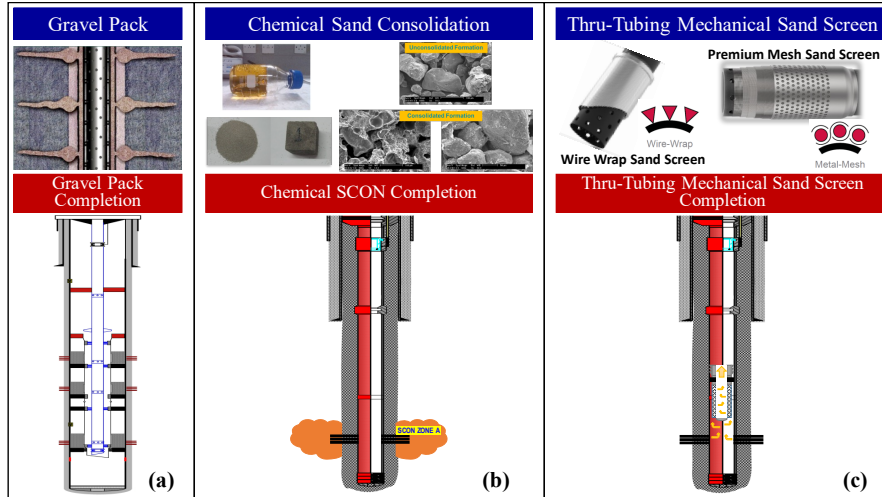 Gravel Pack
Gravel Pack
Completion
(a)
Chemical Sand Consolidation
Unconsolidated Formation
Consolidated Formation
Chemical SCON Completion
SCON ZONE A
(b)
Thru-Tubing Mechanical Sand Screen
Premium Mesh Sand Screen
Wire-Wrap
Wire Wrap Sand Screen
Metal-Mesh
Thru-Tubing Mechanical Sand Screen
Completion
(c)